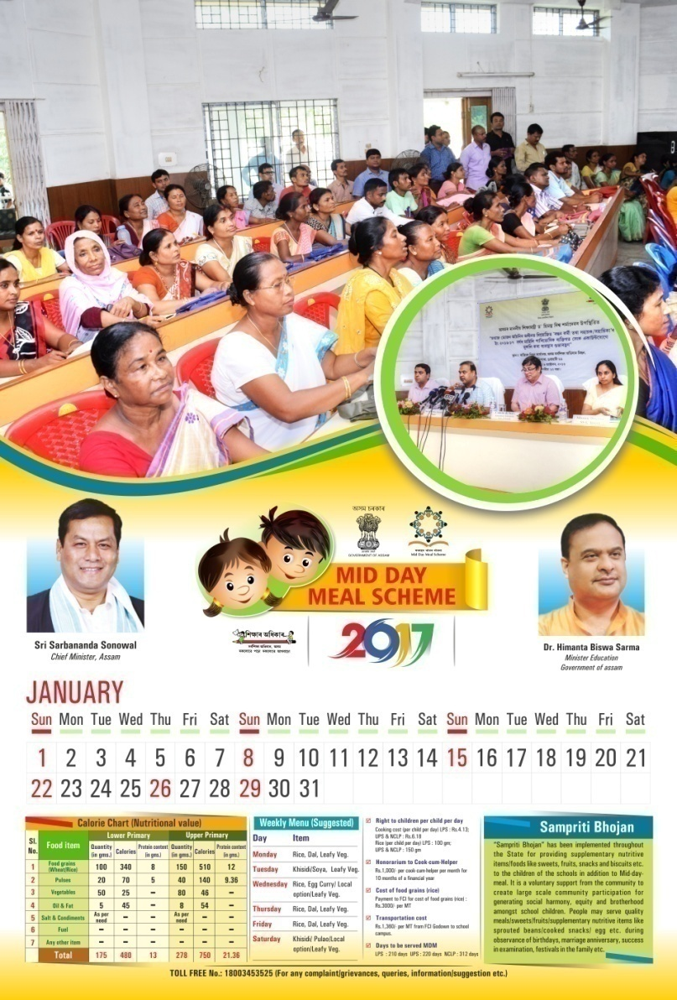 অসম চৰকাৰ
GOVERNMENT OF ASSAM
Mid Day Meal Scheme
MID DAY
MEAL SCHEME
শিক্ষাৰ অধিকাৰ
2017
Sri Sarbananda Sonowal
Chief Minister, Assam
Dr. Himanta Biswa Sarma
Minister Education
Government of assam
JANUARY
Sun Mon Tue Wed Thu Fri Sat Sun Mon Tue Wed Thu Fri Sat Sun Mon Tue Wed Thu Fri Sat
1 2 3 4 5 6 7 8 9 10 11 12 13 14 15 16 17 18 19 20 21
22 23 24 25 26 27 28 29 30 31
Calorie Chart (Nutritional value)
Sl. No. Food item Lower Primary Upper Primary
Quantity (in gms.) Calories Protein content (in gms.) Quantity (in gms.) Calories Protein content (in gms.)
1 Food grains (Wheat/Rice) 100 340 8 150 510 12
2 Pulses 20 70 5 40 140 9.36
3 Vegetables 50 25 – 80 46 –
4 Oil & Fat 5 45 – 8 54 –
5 Salt & Condiments As per need – – As per need – –
6 Fuel – – – – – –
7 Any other item – – – – – –
Total 175 480 13 278 750 21.36
Weekly Menu (Suggested)
Day Item
Monday Rice, Dal, Leafy Veg.
Tuesday Khisidi/Soya, Leafy Veg.
Wednesday Rice, Egg Curry/ Local
option/Leafy Veg.
Thursday Rice, Dal, Leafy Veg.
Friday Rice, Dal, Leafy Veg.
Saturday Khisidi/ Pulao/Local
option/Leafy Veg.
Right to children per child per day
Cooking cost (per child per day) LPS : Rs.4.13;
UPS & NCLP : Rs.6.18
Rice (per child per day) LPS : 100 gm;
UPS & NCLP : 150 gm
Honorarium to Cook-cum-Helper
Rs.1,000/- per cook-cum-helper per month for
10 months of a financial year
Cost of food grains (rice)
Payment to FCI for cost of food grains (rice) :
Rs.3000/- per MT
Transportation cost
Rs.1,360/- per MT from FCI Godown to school
campus.
Days to be served MDM
LPS : 210 days UPS : 220 days NCLP : 312 days
Sampriti Bhojan
"Sampriti Bhojan" has been implemented throughout
the State for providing supplementary nutritive
items/foods like sweets, fruits, snacks and biscuits etc.
to the children of the schools in addition to Mid-day-
meal. It is a voluntary support from the community to
create large scale community participation for
generating social harmony, equity and brotherhood
amongst school children. People may serve quality
meals/sweets/fruits/supplementary nutritive items like
sprouted beans/cooked snacks/ egg etc. during
observance of birthdays, marriage anniversary, success
in examination, festivals in the family etc.
TOLL FREE No.: 18003453525 (For any complaint/grievances, queries, information/suggestion etc.)